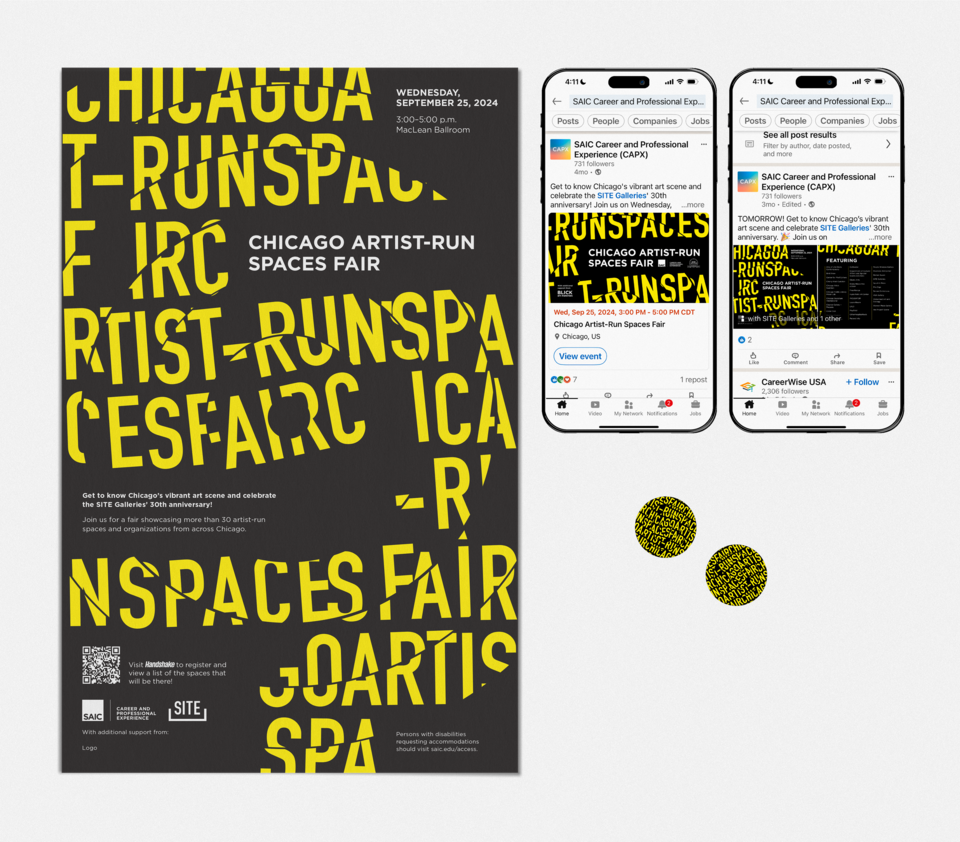 CHICAGOA
WEDNESDAY,
SEPTEMBER 25, 2024
3:00–5:00 p.m.
MacLean Ballroom
T-RUNSPACE
F IRC
CHICAGO ARTIST-RUN
SPACES FAIR
RTIST-RUNSPA
CESFAIRC ICA
-R
Get to know Chicago's vibrant art scene and celebrate
the SITE Galleries' 30th anniversary!
Join us for a fair showcasing more than 30 artist-run
spaces and organizations from across Chicago.
NSPACES FAIR
GOARTIS
SPA
Visit Handshake to register and
view a list of the spaces that
will be there!
SAIC
CAREER AND
PROFESSIONAL
EXPERIENCE
SITE
With additional support from:
Logo
Persons with disabilities
requesting accommodations
should visit saic.edu/access.
4:11
SAIC Career and Professional Exp...
Posts People Companies Jobs
CAPX
SAIC Career and Professional
Experience (CAPX)
731 followers
4mo •
Get to know Chicago's vibrant art scene and
celebrate the SITE Galleries' 30th
anniversary! Join us on Wednesday, ...more
RUNSPACES
AIR
CHICAGO ARTIST-RUN
SPACES FAIR
BLICK
T-RUNSPA
Wed, Sep 25, 2024, 3:00 PM - 5:00 PM CDT
Chicago Artist-Run Spaces Fair
Chicago, US
View event
7
1 repost
Home Video My Network Notifications Jobs
2
4:11
SAIC Career and Professional Exp...
Posts People Companies Jobs
See all post results
Filter by author, date posted,
and more
CAPX
SAIC Career and Professional
Experience (CAPX)
731 followers
3mo • Edited •
TOMORROW! Get to know Chicago's vibrant
art scene and celebrate SITE Galleries' 30th
anniversary. 🎉 Join us on ...more
-RUNSPAC
CHICAGO ARTIST-RUN
SPACES FAIR
FEATURING
TIST-RUNS
with SITE Galleries and 1 other
2
Like Comment Share Save
CareerWise USA
2,306 followers
+ Follow
Home Video My Network Notifications Jobs
2